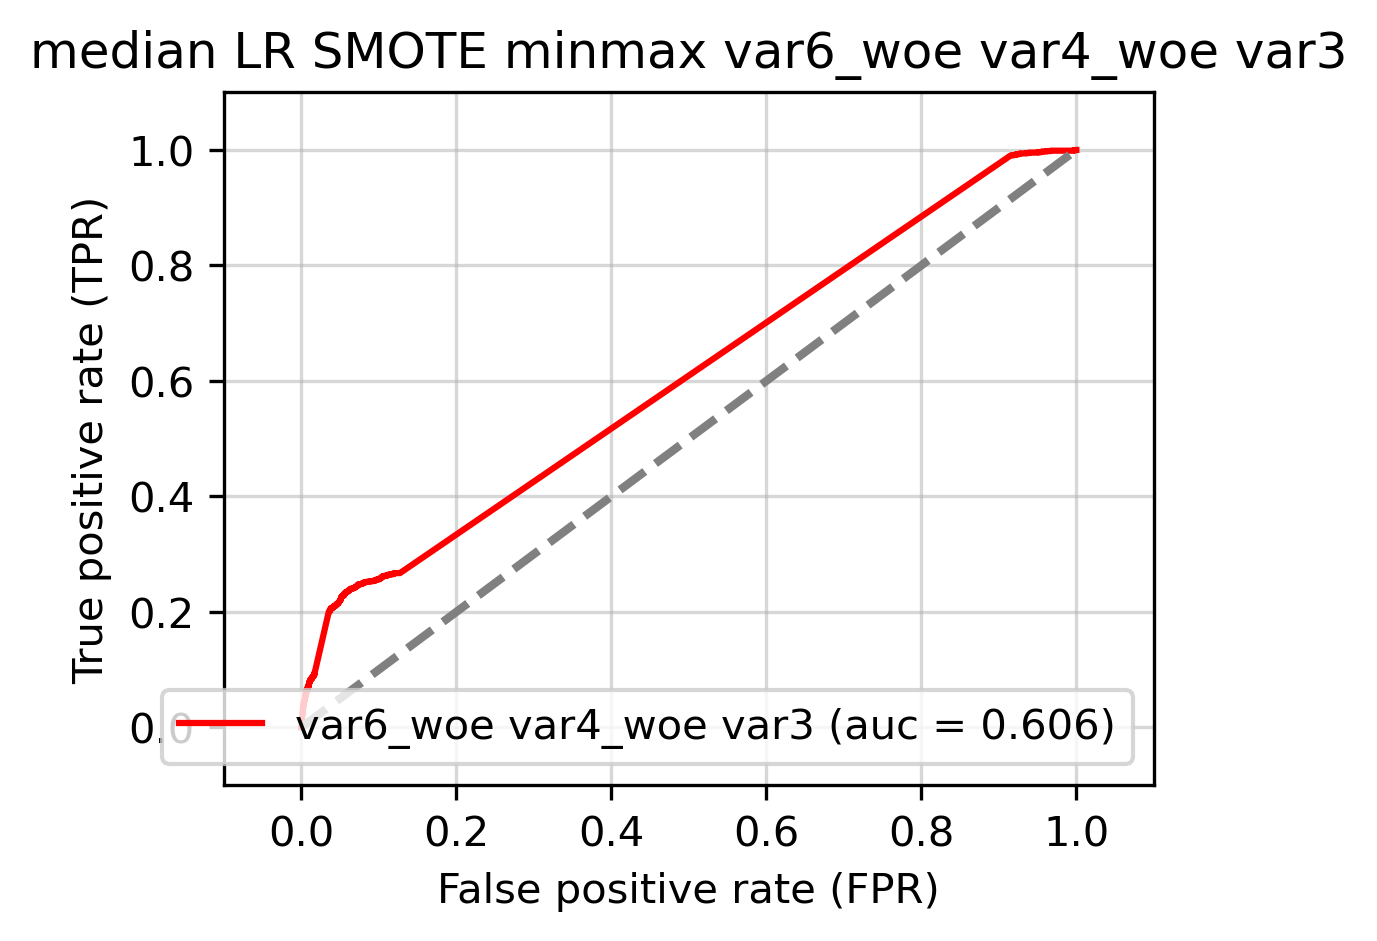 median LR SMOTE minmax var6_woe var4_woe var3
1.0
0.8
0.6
0.4
0.2
0.0
True positive rate (TPR)
var6_woe var4_woe var3 (auc = 0.606)
0.0 0.2 0.4 0.6 0.8 1.0
False positive rate (FPR)